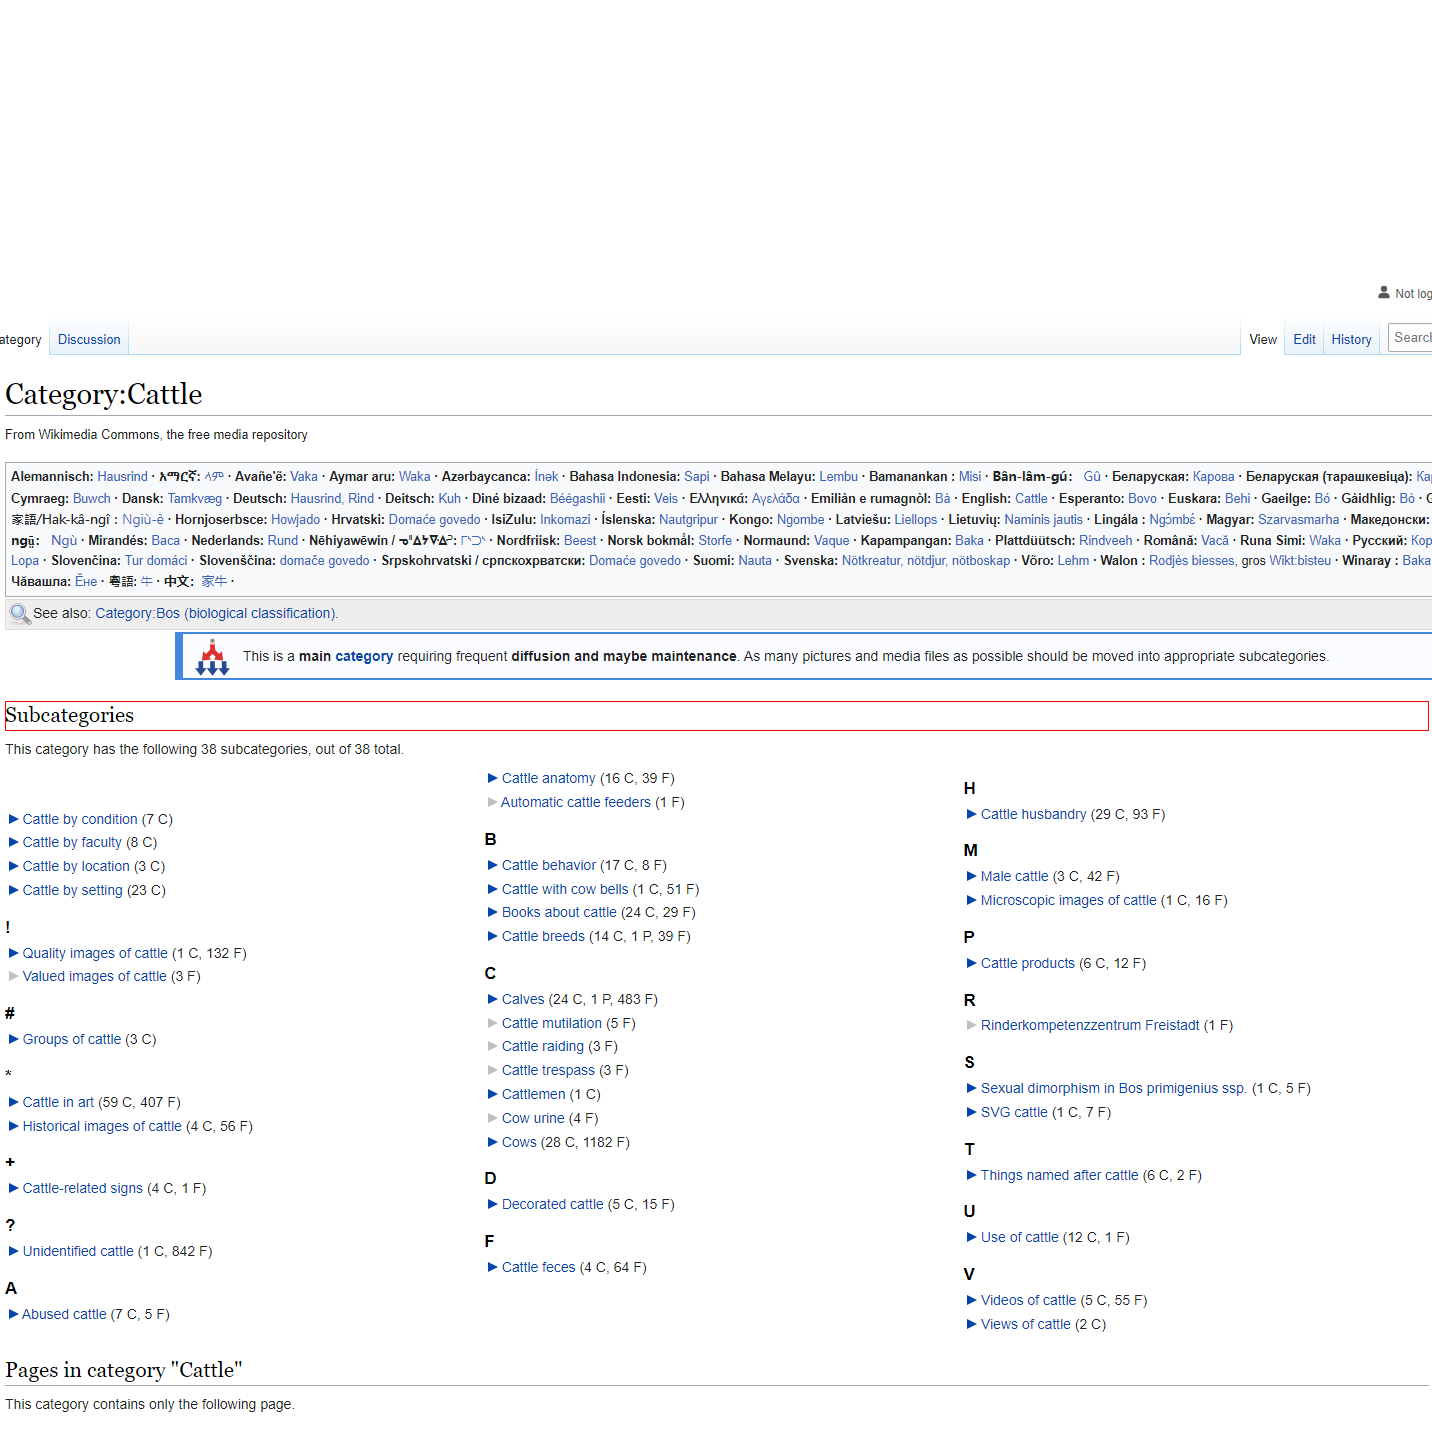 Not log
ategory Discussion View Edit History Search
Category:Cattle
From Wikimedia Commons, the free media repository
Alemannisch: Hausrind · አማርኛ: ላም · Avañe'ẽ: Vaka · Aymar aru: Waka · Azərbaycanca: İnək · Bahasa Indonesia: Sapi · Bahasa Melayu: Lembu · Bamanankan : Misi · Bân-lâm-gú: Gû · Беларуская: Карова · Беларуская (тарашкевіца): Ка
Cymraeg: Buwch · Dansk: Tamkvæg · Deutsch: Hausrind, Rind · Deitsch: Kuh · Diné bizaad: Béégashii · Eesti: Veis · Ελληνικά: Αγελάδα · Emiliàn e rumagnòl: Bà · English: Cattle · Esperanto: Bovo · Euskara: Behi · Gaeilge: Bó · Gàidhlig: Bò ·
家語/Hak-kâ-ngî : Ngiù-è · Hornjoserbsce: Howjado · Hrvatski: Domaće govedo · IsiZulu: Inkomazi · Íslenska: Nautgripur · Kongo: Ngombe · Latviešu: Liellops · Lietuvių: Naminis jautis · Lingála : Ngɔ́mbɛ́ · Magyar: Szarvasmarha · Македонски:
ngṳ̄: Ngù · Mirandés: Baca · Nederlands: Rund · Nēhiyawēwin / ᓀᐦᐃᔭᐍᐏᐣ: ᒥᐢᑐᐢ · Nordfriisk: Beest · Norsk bokmål: Storfe · Normaund: Vaque · Kapampangan: Baka · Plattdüütsch: Rindveeh · Română: Vacă · Runa Simi: Waka · Русский: Кор
Lopa · Slovenčina: Tur domáci · Slovenščina: domače govedo · Srpskohrvatski / српскохрватски: Domaće govedo · Suomi: Nauta · Svenska: Nötkreatur, nötdjur, nötboskap · Võro: Lehm · Walon : Rodjès biesses, gros Wikt:bisteu · Winaray : Baka
Чӑвашла: Ӗне · 粵語: 牛 · 中文: 家牛 ·
See also: Category:Bos (biological classification).
This is a main category requiring frequent diffusion and maybe maintenance. As many pictures and media files as possible should be moved into appropriate subcategories.
Subcategories
This category has the following 38 subcategories, out of 38 total.
► Cattle by condition (7 C)
► Cattle by faculty (8 C)
► Cattle by location (3 C)
► Cattle by setting (23 C)
!
► Quality images of cattle (1 C, 132 F)
► Valued images of cattle (3 F)
#
► Groups of cattle (3 C)
*
► Cattle in art (59 C, 407 F)
► Historical images of cattle (4 C, 56 F)
+
► Cattle-related signs (4 C, 1 F)
?
► Unidentified cattle (1 C, 842 F)
A
► Abused cattle (7 C, 5 F)
► Cattle anatomy (16 C, 39 F)
► Automatic cattle feeders (1 F)
B
► Cattle behavior (17 C, 8 F)
► Cattle with cow bells (1 C, 51 F)
► Books about cattle (24 C, 29 F)
► Cattle breeds (14 C, 1 P, 39 F)
C
► Calves (24 C, 1 P, 483 F)
► Cattle mutilation (5 F)
► Cattle raiding (3 F)
► Cattle trespass (3 F)
► Cattlemen (1 C)
► Cow urine (4 F)
► Cows (28 C, 1182 F)
D
► Decorated cattle (5 C, 15 F)
F
► Cattle feces (4 C, 64 F)
H
► Cattle husbandry (29 C, 93 F)
M
► Male cattle (3 C, 42 F)
► Microscopic images of cattle (1 C, 16 F)
P
► Cattle products (6 C, 12 F)
R
► Rinderkompetenzzentrum Freistadt (1 F)
S
► Sexual dimorphism in Bos primigenius ssp. (1 C, 5 F)
► SVG cattle (1 C, 7 F)
T
► Things named after cattle (6 C, 2 F)
U
► Use of cattle (12 C, 1 F)
V
► Videos of cattle (5 C, 55 F)
► Views of cattle (2 C)
Pages in category "Cattle"
This category contains only the following page.